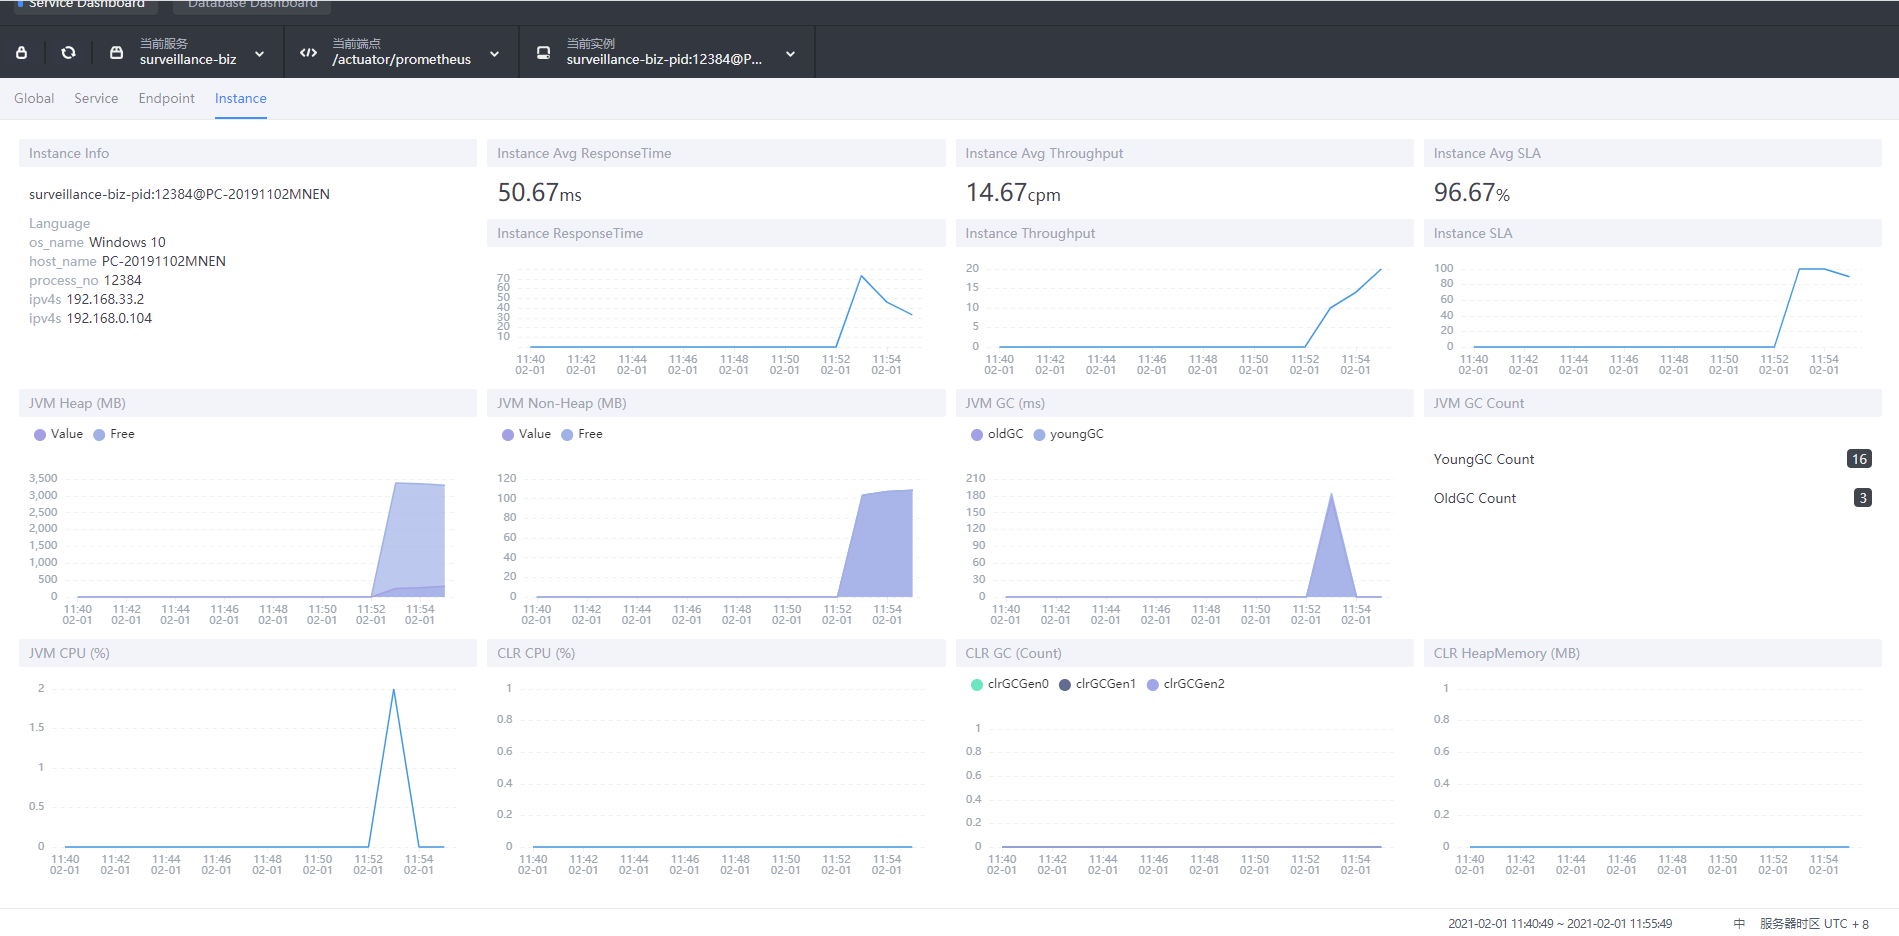 Service Dashboard
Database Dashboard
当前服务
surveillance-biz
当前端点
/actuator/prometheus
当前实例
surveillance-biz-pid:12384@P...
Global
Service
Endpoint
Instance
Instance Info
surveillance-biz-pid:12384@PC-20191102MNEN
Language
os_name Windows 10
host_name PC-20191102MNEN
process_no 12384
ipv4s 192.168.33.2
ipv4s 192.168.0.104
Instance Avg ResponseTime
50.67ms
Instance Avg Throughput
14.67cpm
Instance Avg SLA
96.67%
Instance ResponseTime
70
60
50
40
30
20
10
11:40 11:42 11:44 11:46 11:48 11:50 11:52 11:54
02-01 02-01 02-01 02-01 02-01 02-01 02-01 02-01
Instance Throughput
20
15
10
5
0
11:40 11:42 11:44 11:46 11:48 11:50 11:52 11:54
02-01 02-01 02-01 02-01 02-01 02-01 02-01 02-01
Instance SLA
100
80
60
40
20
0
11:40 11:42 11:44 11:46 11:48 11:50 11:52 11:54
02-01 02-01 02-01 02-01 02-01 02-01 02-01 02-01
JVM Heap (MB)
Value Free
3,500
3,000
2,500
2,000
1,500
1,000
500
0
11:40 11:42 11:44 11:46 11:48 11:50 11:52 11:54
02-01 02-01 02-01 02-01 02-01 02-01 02-01 02-01
JVM Non-Heap (MB)
Value Free
120
100
80
60
40
20
0
11:40 11:42 11:44 11:46 11:48 11:50 11:52 11:54
02-01 02-01 02-01 02-01 02-01 02-01 02-01 02-01
JVM GC (ms)
oldGC youngGC
210
180
150
120
90
60
30
0
11:40 11:42 11:44 11:46 11:48 11:50 11:52 11:54
02-01 02-01 02-01 02-01 02-01 02-01 02-01 02-01
JVM GC Count
YoungGC Count 16
OldGC Count 3
JVM CPU (%)
2
1.5
1
0.5
0
11:40 11:42 11:44 11:46 11:48 11:50 11:52 11:54
02-01 02-01 02-01 02-01 02-01 02-01 02-01 02-01
CLR CPU (%)
1
0.8
0.6
0.4
0.2
0
11:40 11:42 11:44 11:46 11:48 11:50 11:52 11:54
02-01 02-01 02-01 02-01 02-01 02-01 02-01 02-01
CLR GC (Count)
clrGCGen0 clrGCGen1 clrGCGen2
1
0.8
0.6
0.4
0.2
0
11:40 11:42 11:44 11:46 11:48 11:50 11:52 11:54
02-01 02-01 02-01 02-01 02-01 02-01 02-01 02-01
CLR HeapMemory (MB)
1
0.8
0.6
0.4
0.2
0
11:40 11:42 11:44 11:46 11:48 11:50 11:52 11:54
02-01 02-01 02-01 02-01 02-01 02-01 02-01 02-01
2021-02-01 11:40:49 ~ 2021-02-01 11:55:49
中
服务器时区 UTC + 8